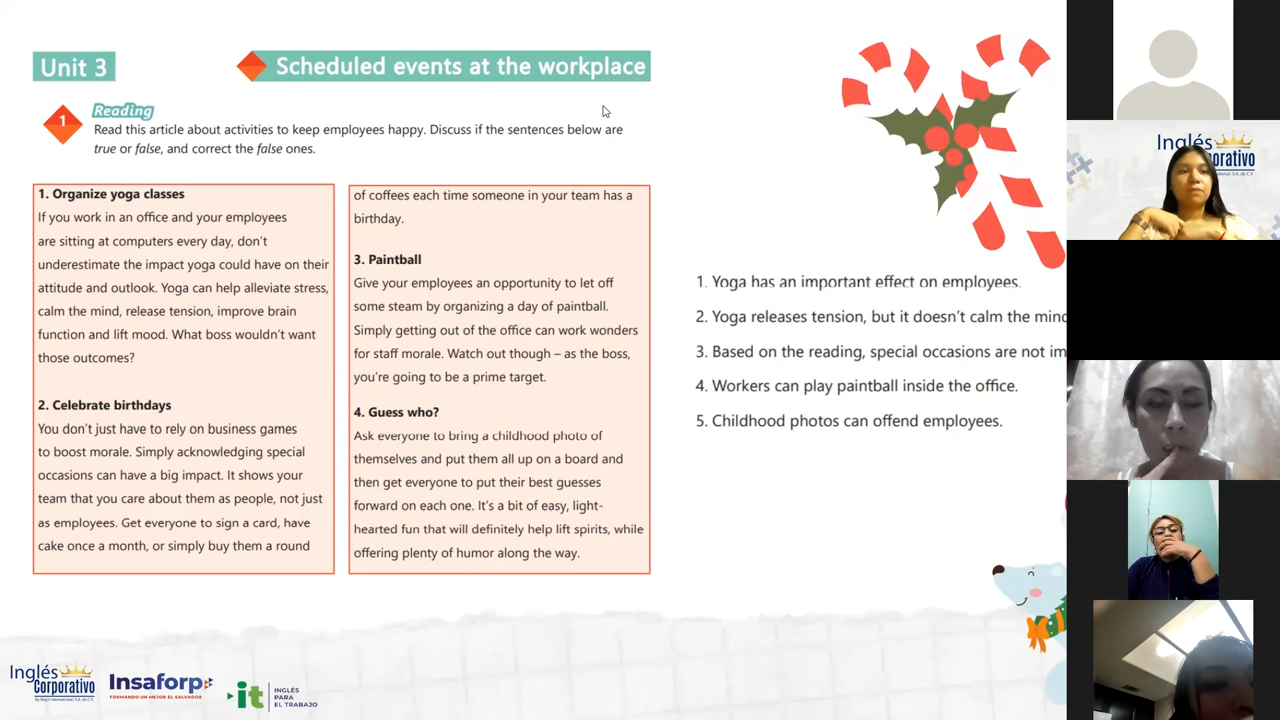 Unit 3
Scheduled events at the workplace
1
Reading
Read this article about activities to keep employees happy. Discuss if the sentences below are
true or false, and correct the false ones.
1. Organize yoga classes
If you work in an office and your employees
are sitting at computers every day, don't
underestimate the impact yoga could have on their
attitude and outlook. Yoga can help alleviate stress,
calm the mind, release tension, improve brain
function and lift mood. What boss wouldn't want
those outcomes?
2. Celebrate birthdays
You don't just have to rely on business games
to boost morale. Simply acknowledging special
occasions can have a big impact. It shows your
team that you care about them as people, not just
as employees. Get everyone to sign a card, have
cake once a month, or simply buy them a round
of coffees each time someone in your team has a
birthday.
3. Paintball
Give your employees an opportunity to let off
some steam by organizing a day of paintball.
Simply getting out of the office can work wonders
for staff morale. Watch out though – as the boss,
you're going to be a prime target.
4. Guess who?
Ask everyone to bring a childhood photo of
themselves and put them all up on a board and
then get everyone to put their best guesses
forward on each one. It's a bit of easy, light-
hearted fun that will definitely help lift spirits, while
offering plenty of humor along the way.
1. Yoga has an important effect on employees.
2. Yoga releases tension, but it doesn't calm the mind
3. Based on the reading, special occasions are not im
4. Workers can play paintball inside the office.
5. Childhood photos can offend employees.
Inglés
Corporativo
By Regio International, S.A. de C.V.
Insaforp
FORMANDO UN MEJOR EL SALVADOR
it
INGLÉS
PARA
EL TRABAJO
Inglés
orativo